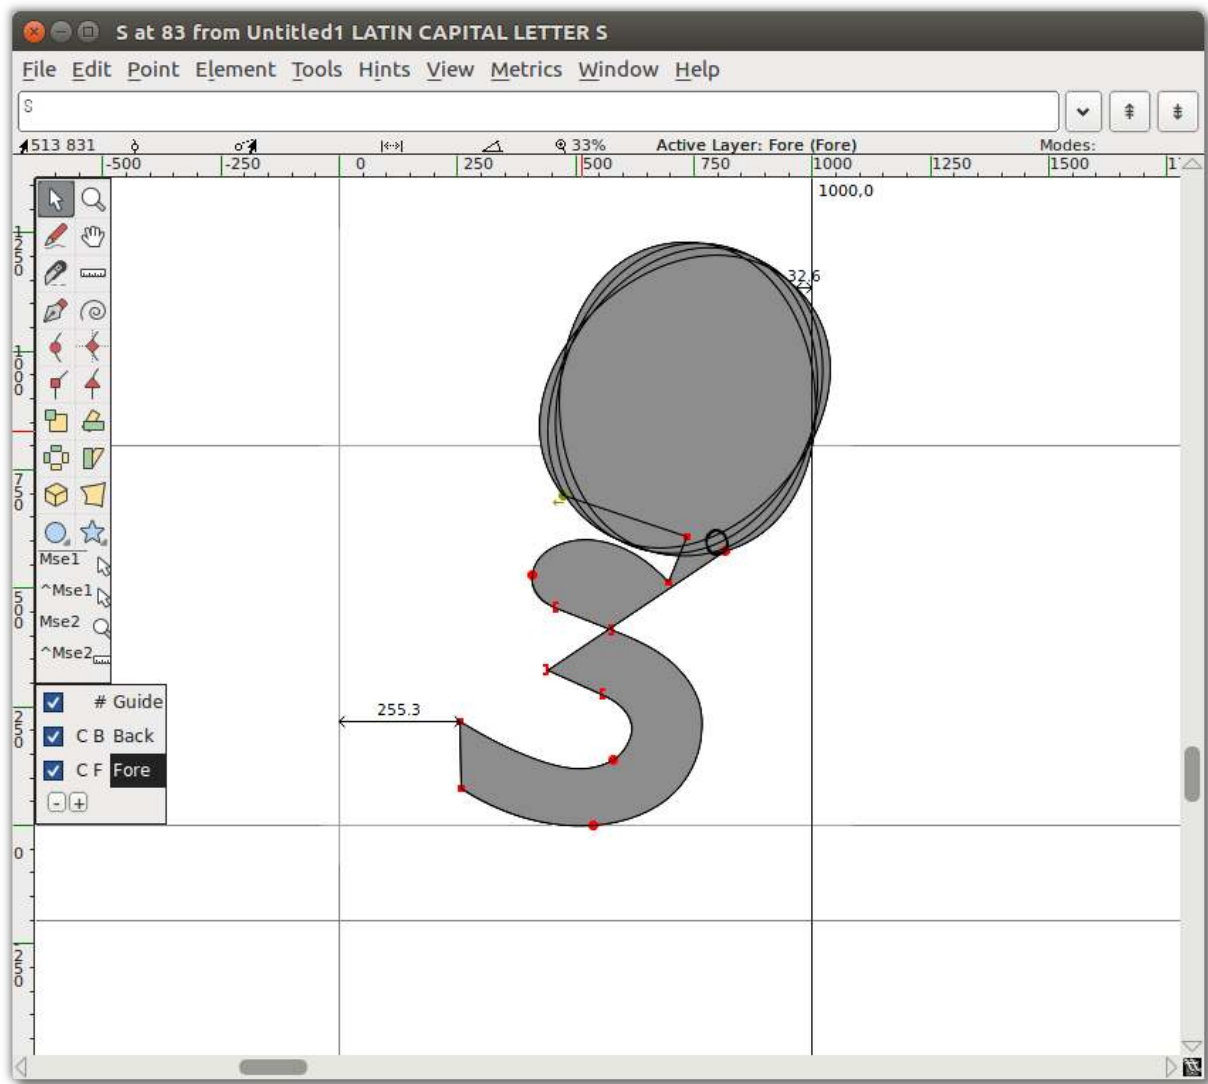 S at 83 from Untitled1 LATIN CAPITAL LETTER S
File Edit Point Element Tools Hints View Metrics Window Help
S
513 831 33% Active Layer: Fore (Fore) Modes:
-500 -250 0 250 500 750 1000 1250 1500
1000,0
1250
32.6
1000
750
Mse1
^Mse1
500
Mse2
^Mse2
# Guide
255.3
250
C B Back
C F Fore
- +
0
-250